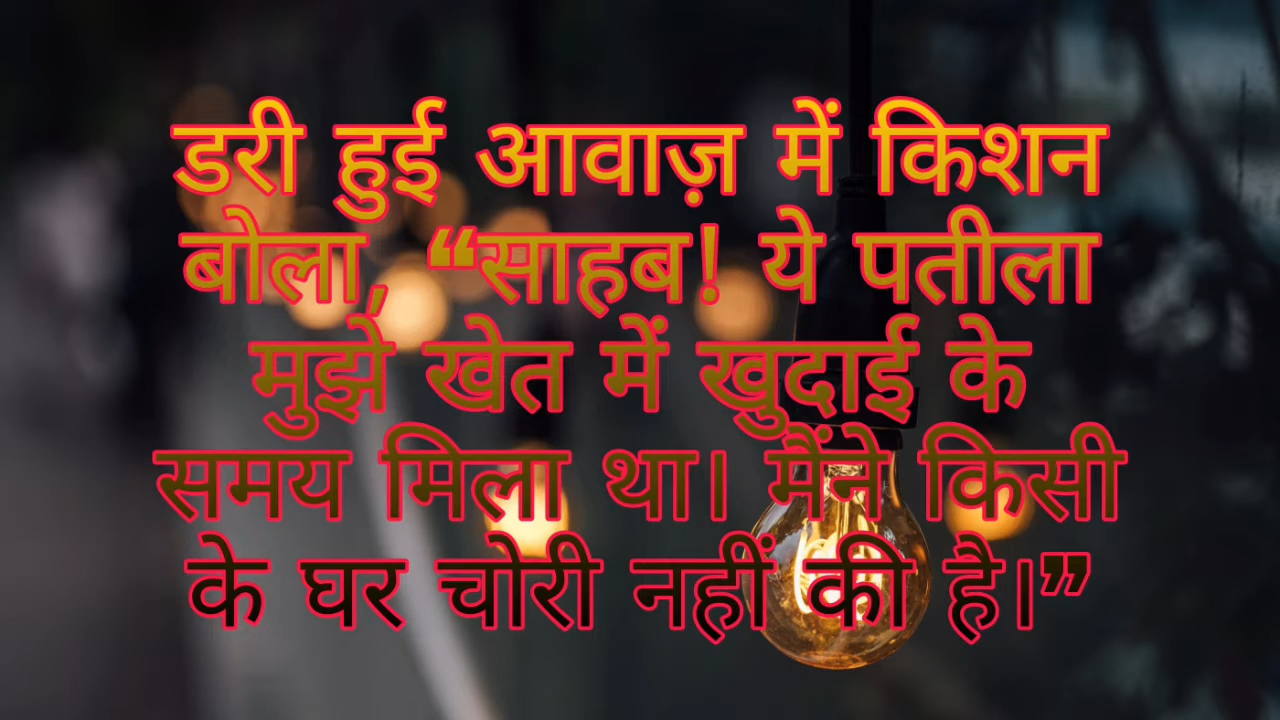 डरी हुई आवाज़ में किशन
बोला, “साहब! ये पतीला
मुझे खेत में खुदाई के
समय मिला था। मैंने किसी
के घर चोरी नहीं की है।”